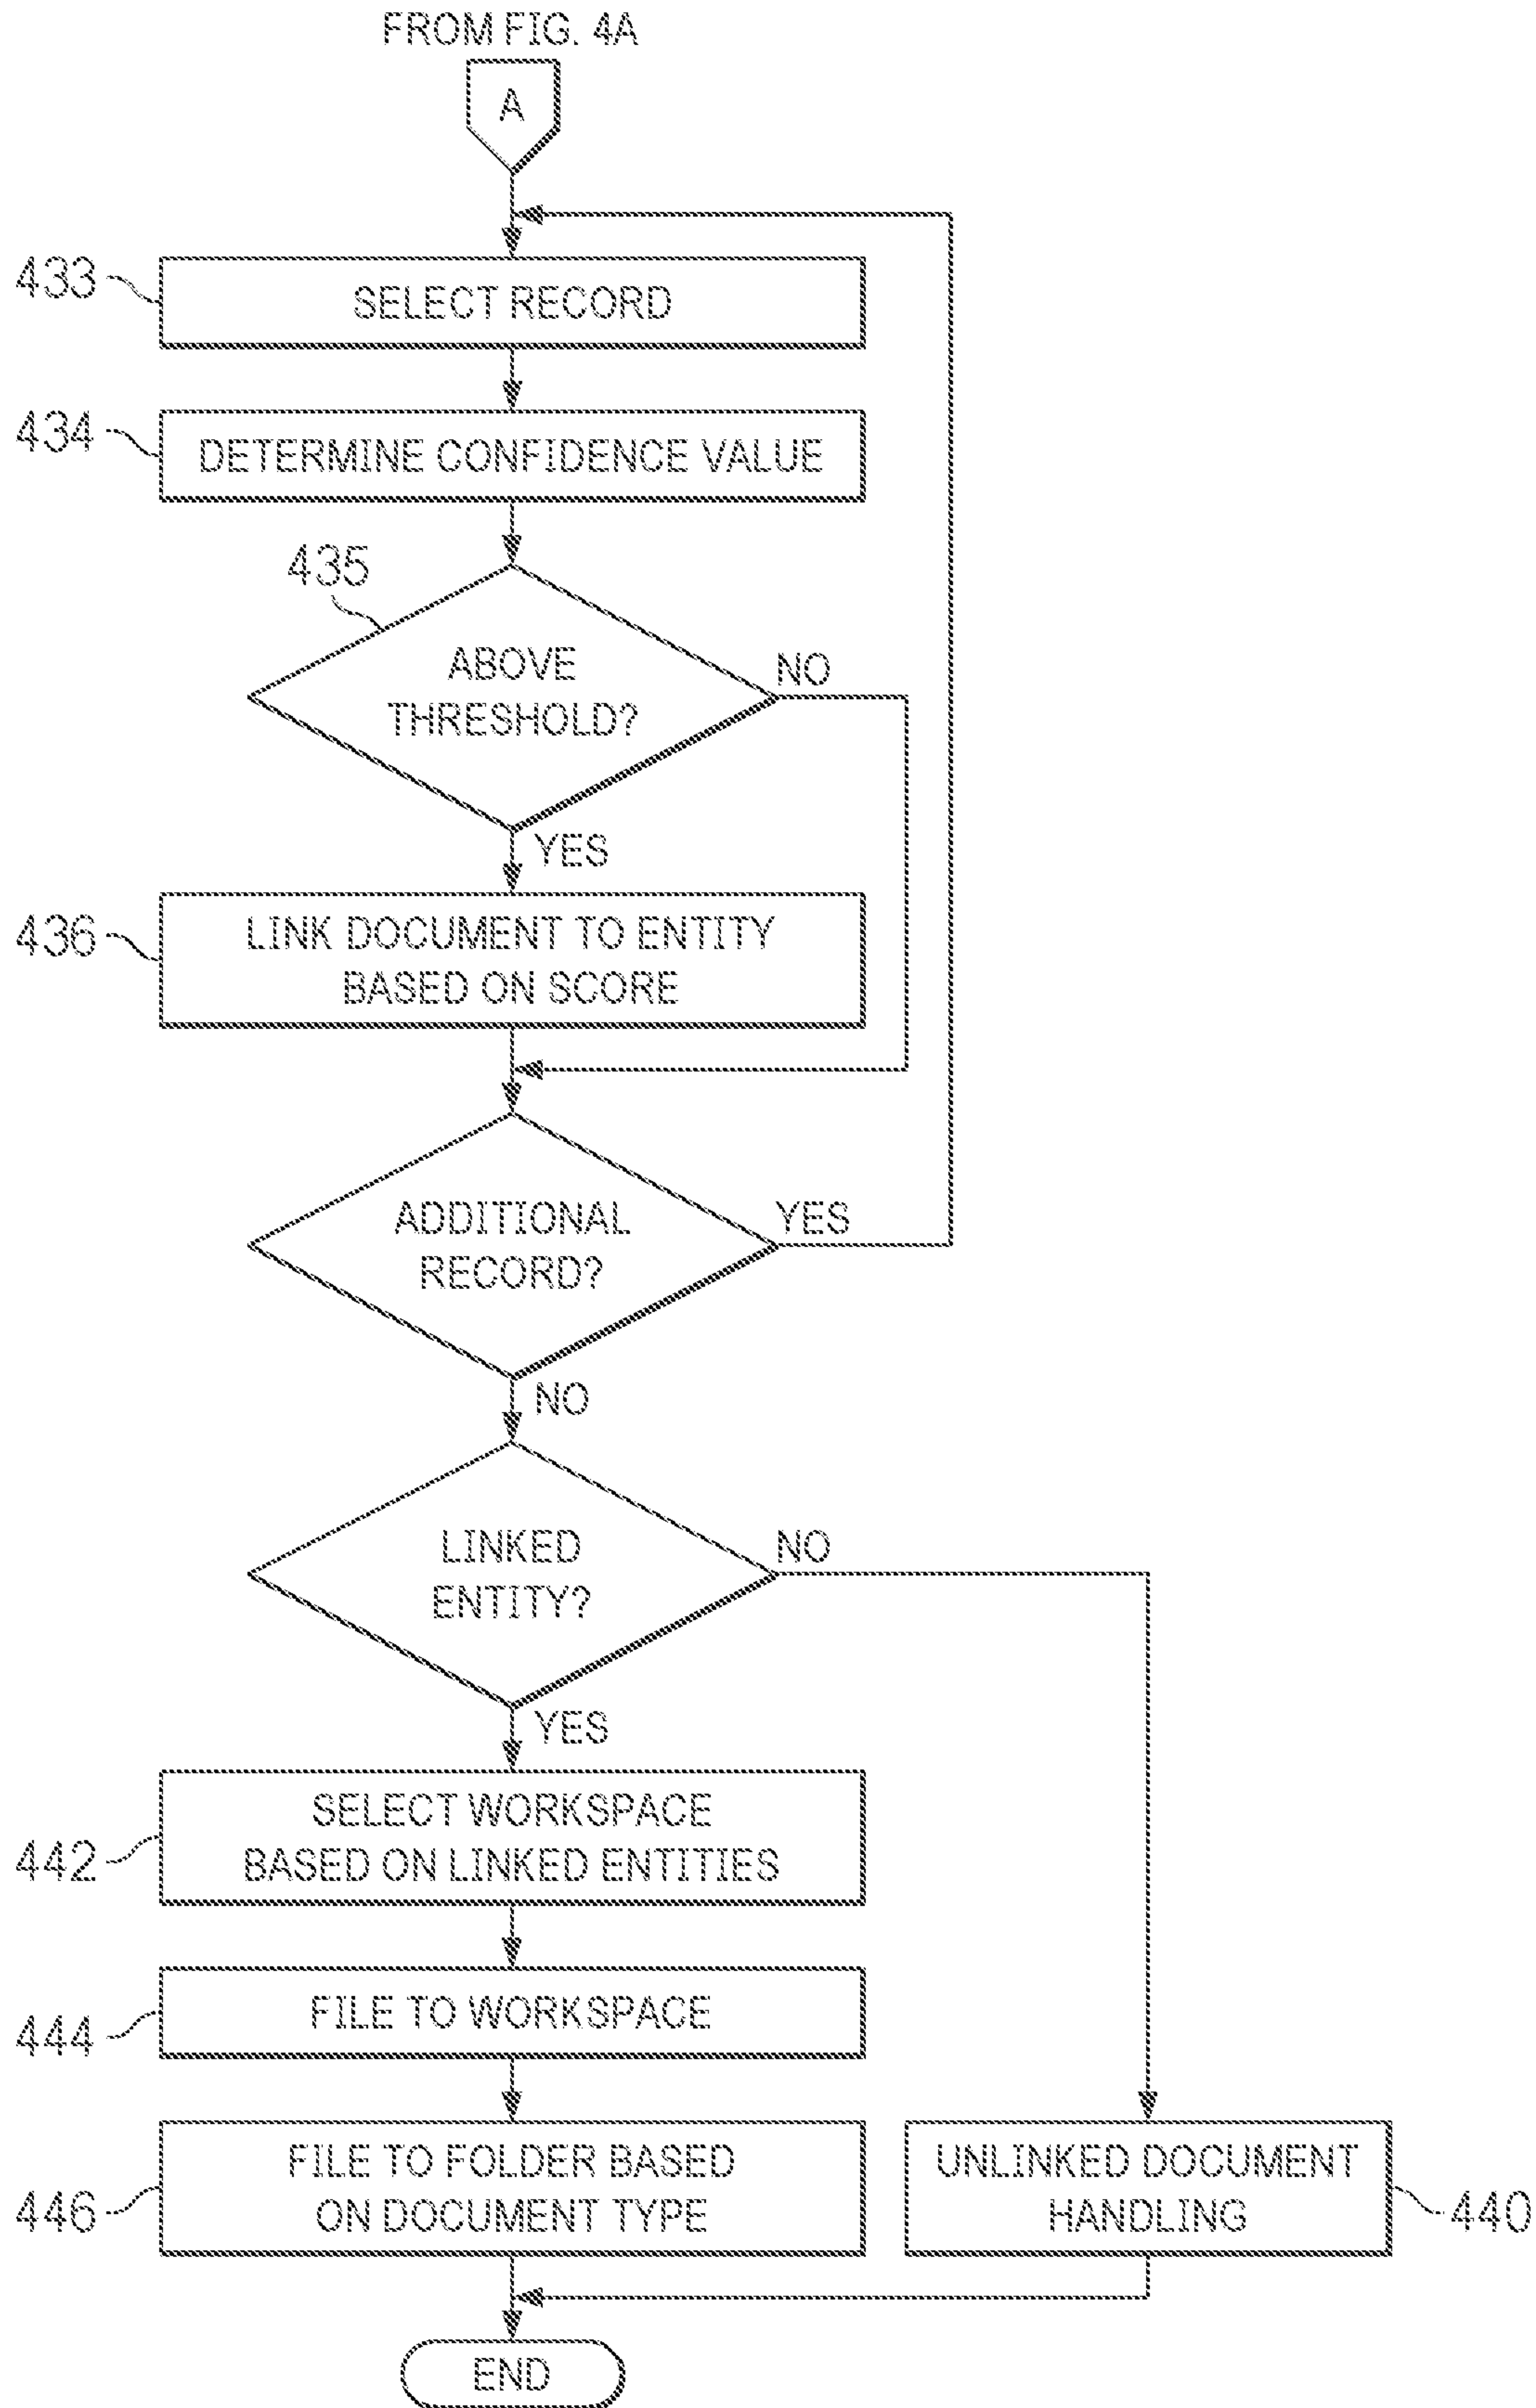 FROM FIG. 4A
A
433
SELECT RECORD
434
DETERMINE CONFIDENCE VALUE
435
ABOVE
THRESHOLD?
NO
YES
436
LINK DOCUMENT TO ENTITY
BASED ON SCORE
ADDITIONAL
RECORD?
YES
NO
LINKED
ENTITY?
NO
YES
442
SELECT WORKSPACE
BASED ON LINKED ENTITIES
444
FILE TO WORKSPACE
446
FILE TO FOLDER BASED
ON DOCUMENT TYPE
UNLINKED DOCUMENT
HANDLING
440
END